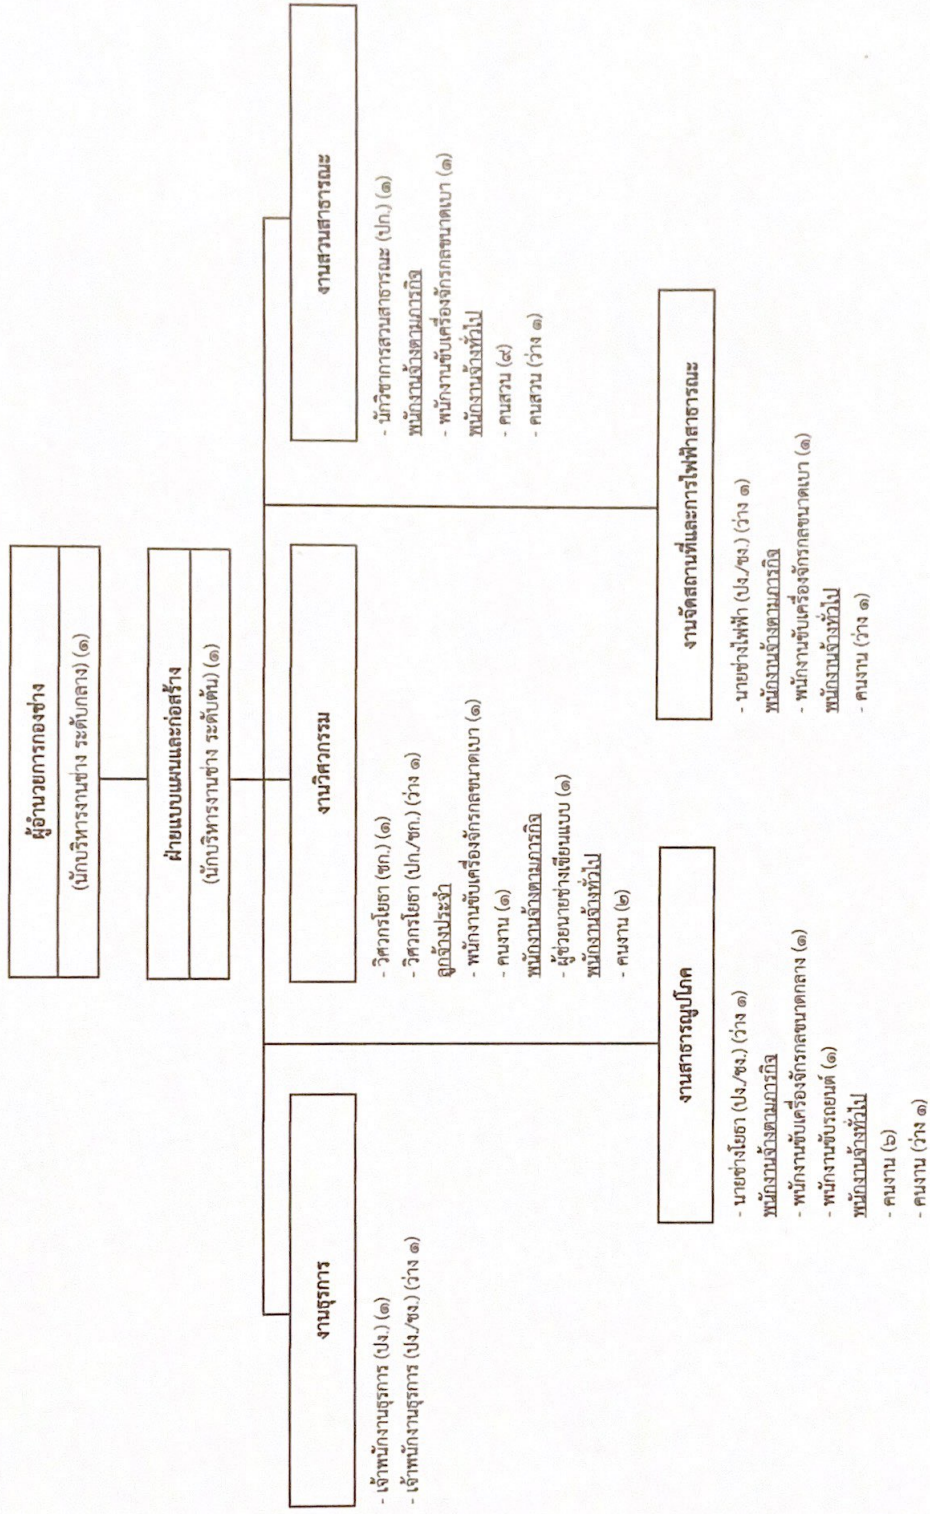 ผู้อำนวยการกองช่าง
(นักบริหารงานช่าง ระดับกลาง) (๑)
ฝ่ายแบบแผนและก่อสร้าง
(นักบริหารงานช่าง ระดับต้น) (๑)
งานธุรการ
- เจ้าพนักงานธุรการ (ปง.) (๑)
- เจ้าพนักงานธุรการ (ปง./ชง.) (ว่าง ๑)
งานวิศวกรรม
- วิศวกรโยธา (ชก.) (๑)
- วิศวกรโยธา (ปก./ชก.) (ว่าง ๑)
ลูกจ้างประจำ
- พนักงานขับเครื่องจักรกลขนาดเบา (๑)
- คนงาน (๑)
พนักงานจ้างตามภารกิจ
- ผู้ช่วยนายช่างเขียนแบบ (๑)
พนักงานจ้างทั่วไป
- คนงาน (๒)
งานสวนสาธารณะ
- นักวิชาการสวนสาธารณะ (ปก.) (๑)
พนักงานจ้างตามภารกิจ
- พนักงานขับเครื่องจักรกลขนาดเบา (๑)
พนักงานจ้างทั่วไป
- คนสวน (๙)
- คนสวน (ว่าง ๑)
งานสาธารณูปโภค
- นายช่างโยธา (ปง./ชง.) (ว่าง ๑)
พนักงานจ้างตามภารกิจ
- พนักงานขับเครื่องจักรกลขนาดกลาง (๑)
- พนักงานขับรถยนต์ (๑)
พนักงานจ้างทั่วไป
- คนงาน (๖)
- คนงาน (ว่าง ๑)
งานจัดสถานที่และการไฟฟ้าสาธารณะ
- นายช่างไฟฟ้า (ปง./ชง.) (ว่าง ๑)
พนักงานจ้างตามภารกิจ
- พนักงานขับเครื่องจักรกลขนาดเบา (๑)
พนักงานจ้างทั่วไป
- คนงาน (ว่าง ๑)